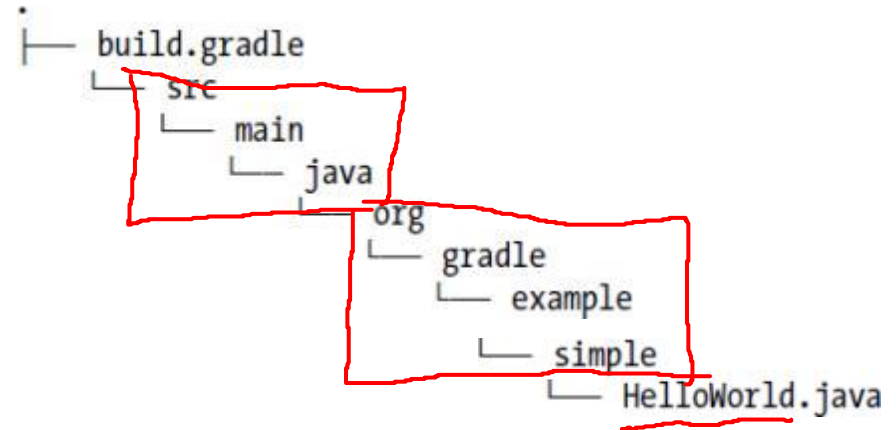 .
├── build.gradle
└── src
└── main
└── java
└── org
└── gradle
└── example
└── simple
└── HelloWorld.java